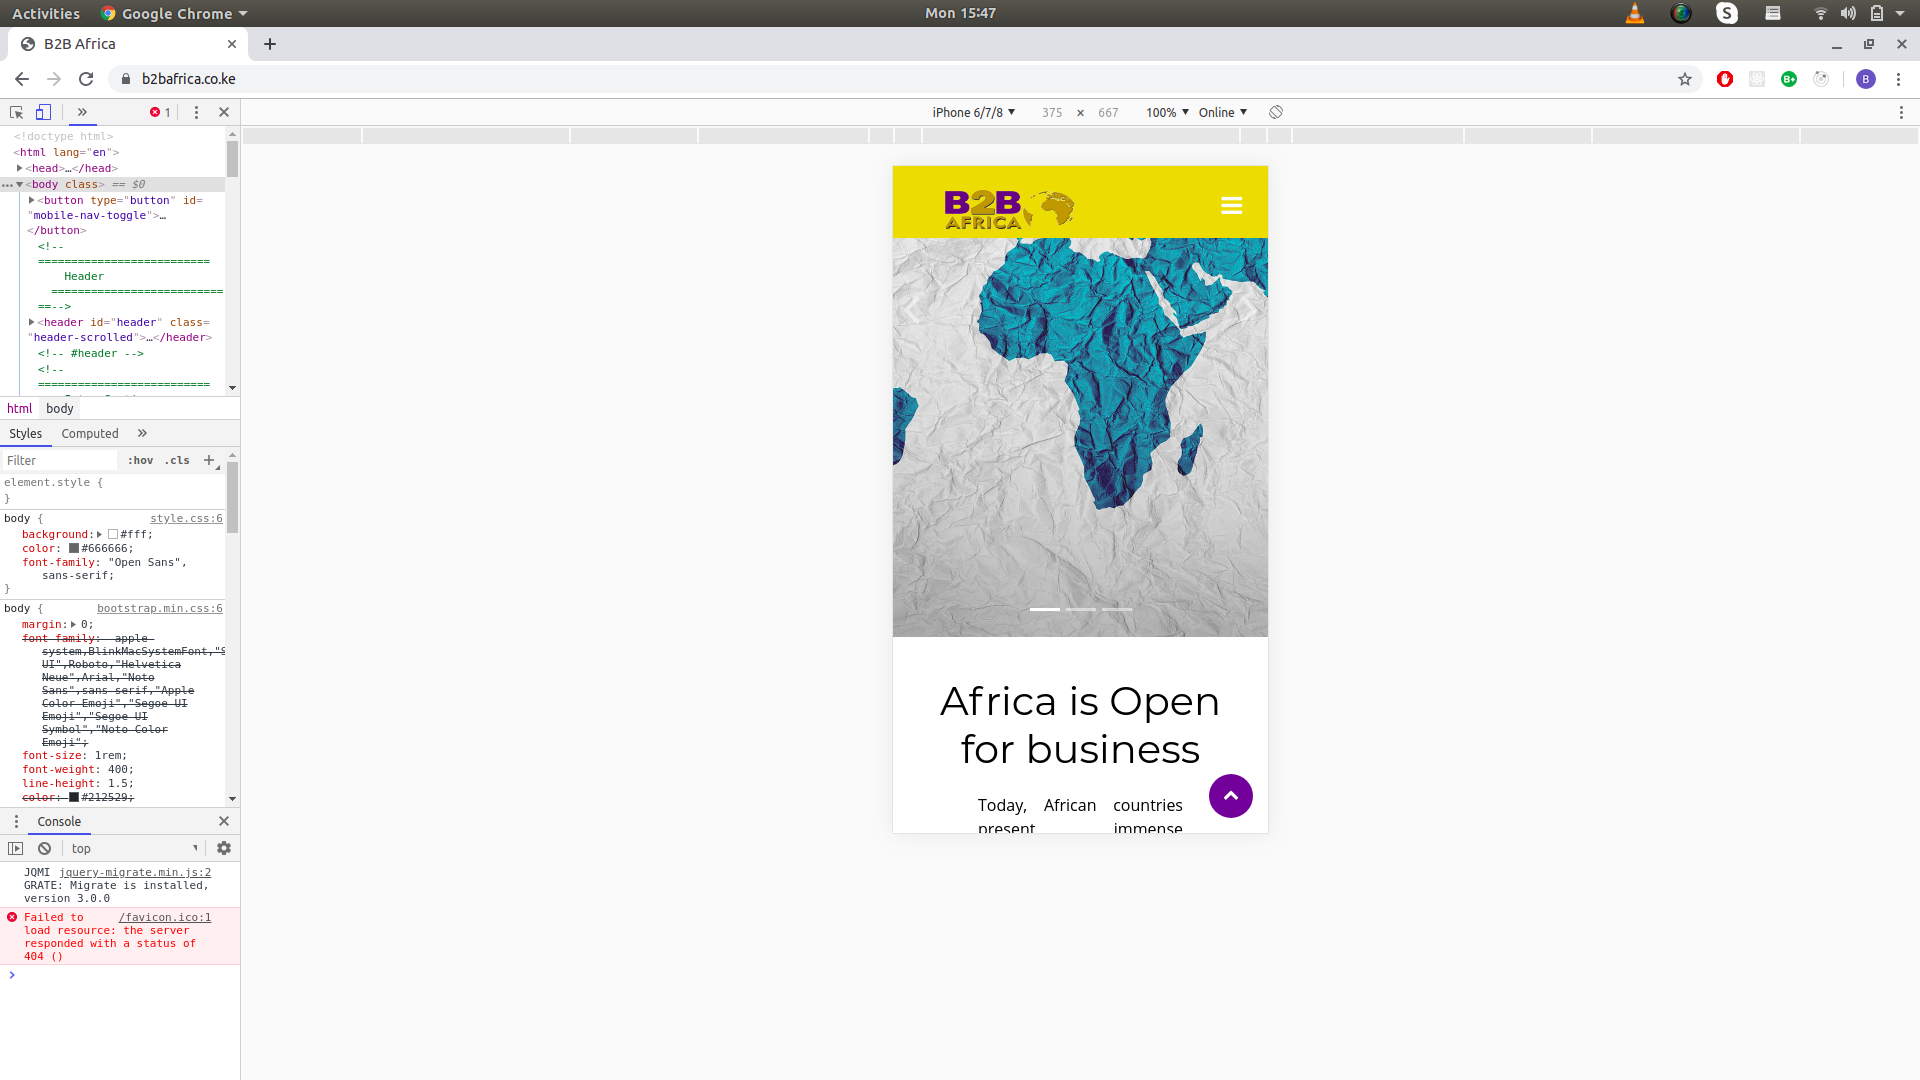 Activities
Google Chrome
Mon 15:47
S
B2B Africa
b2bafrica.co.ke
B+
B
1
iPhone 6/7/8
375 × 667
100%
Online
<!doctype html>
<html lang="en">
<head>…</head>
<body class> == $0
<button type="button" id=
"mobile-nav-toggle">…
</button>
<!--
==========================
Header
==========================
==-->
<header id="header" class=
"header-scrolled">…</header>
<!-- #header -->
<!--
==========================
html body
Styles
Computed
Filter
:hov .cls
element.style {
}
body {
style.css:6
background: #fff;
color: #666666;
font-family: "Open Sans",
sans-serif;
}
body {
bootstrap.min.css:6
margin: 0;
font-family: -apple-
system,BlinkMacSystemFont,"S
UI",Roboto,"Helvetica
Neue",Arial,"Noto
Sans",sans-serif,"Apple
Color Emoji","Segoe UI
Emoji","Segoe UI
Symbol","Noto Color
Emoji";
font-size: 1rem;
font-weight: 400;
line-height: 1.5;
color: #212529;
Console
top
JQMI jquery-migrate.min.js:2
GRATE: Migrate is installed,
version 3.0.0
Failed to /favicon.ico:1
load resource: the server
responded with a status of
404 ()
B2B
AFRICA
Africa is Open
for business
Today, African countries
present immense